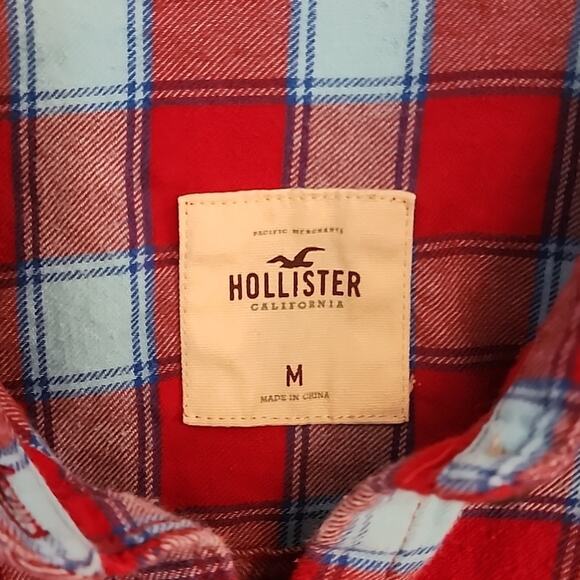 PACIFIC MERCHANTS
HOLLISTER
CALIFORNIA
M
MADE IN CHINA